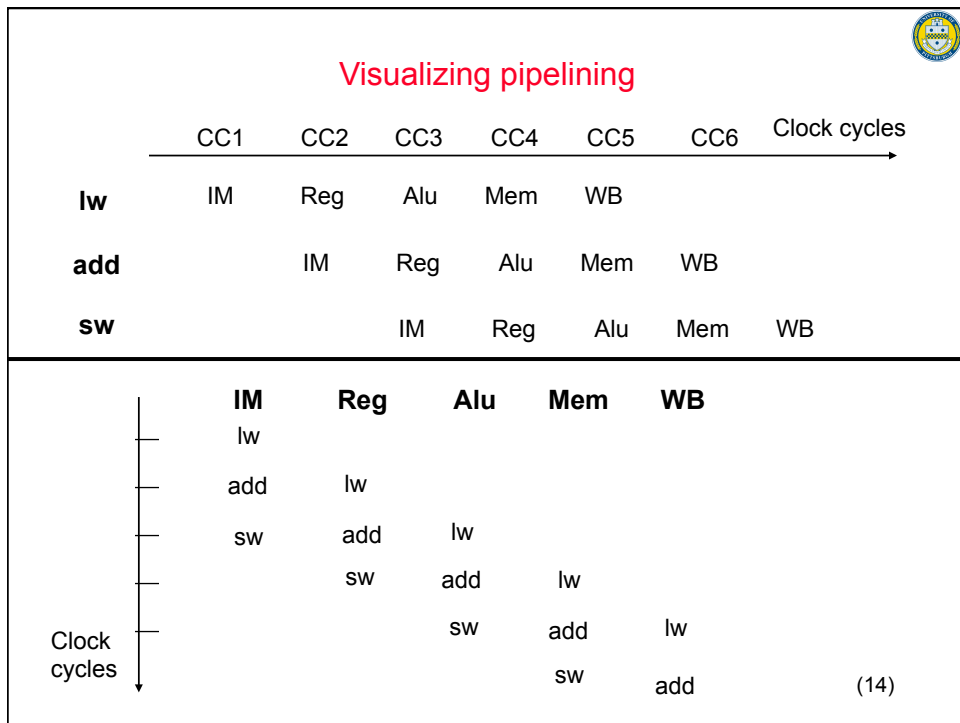 Visualizing pipelining
CC1 CC2 CC3 CC4 CC5 CC6 Clock cycles
lw IM Reg Alu Mem WB
add IM Reg Alu Mem WB
sw IM Reg Alu Mem WB
IM Reg Alu Mem WB
lw
add lw
sw add lw
sw add lw
sw add lw
Clock
cycles
sw add
(14)